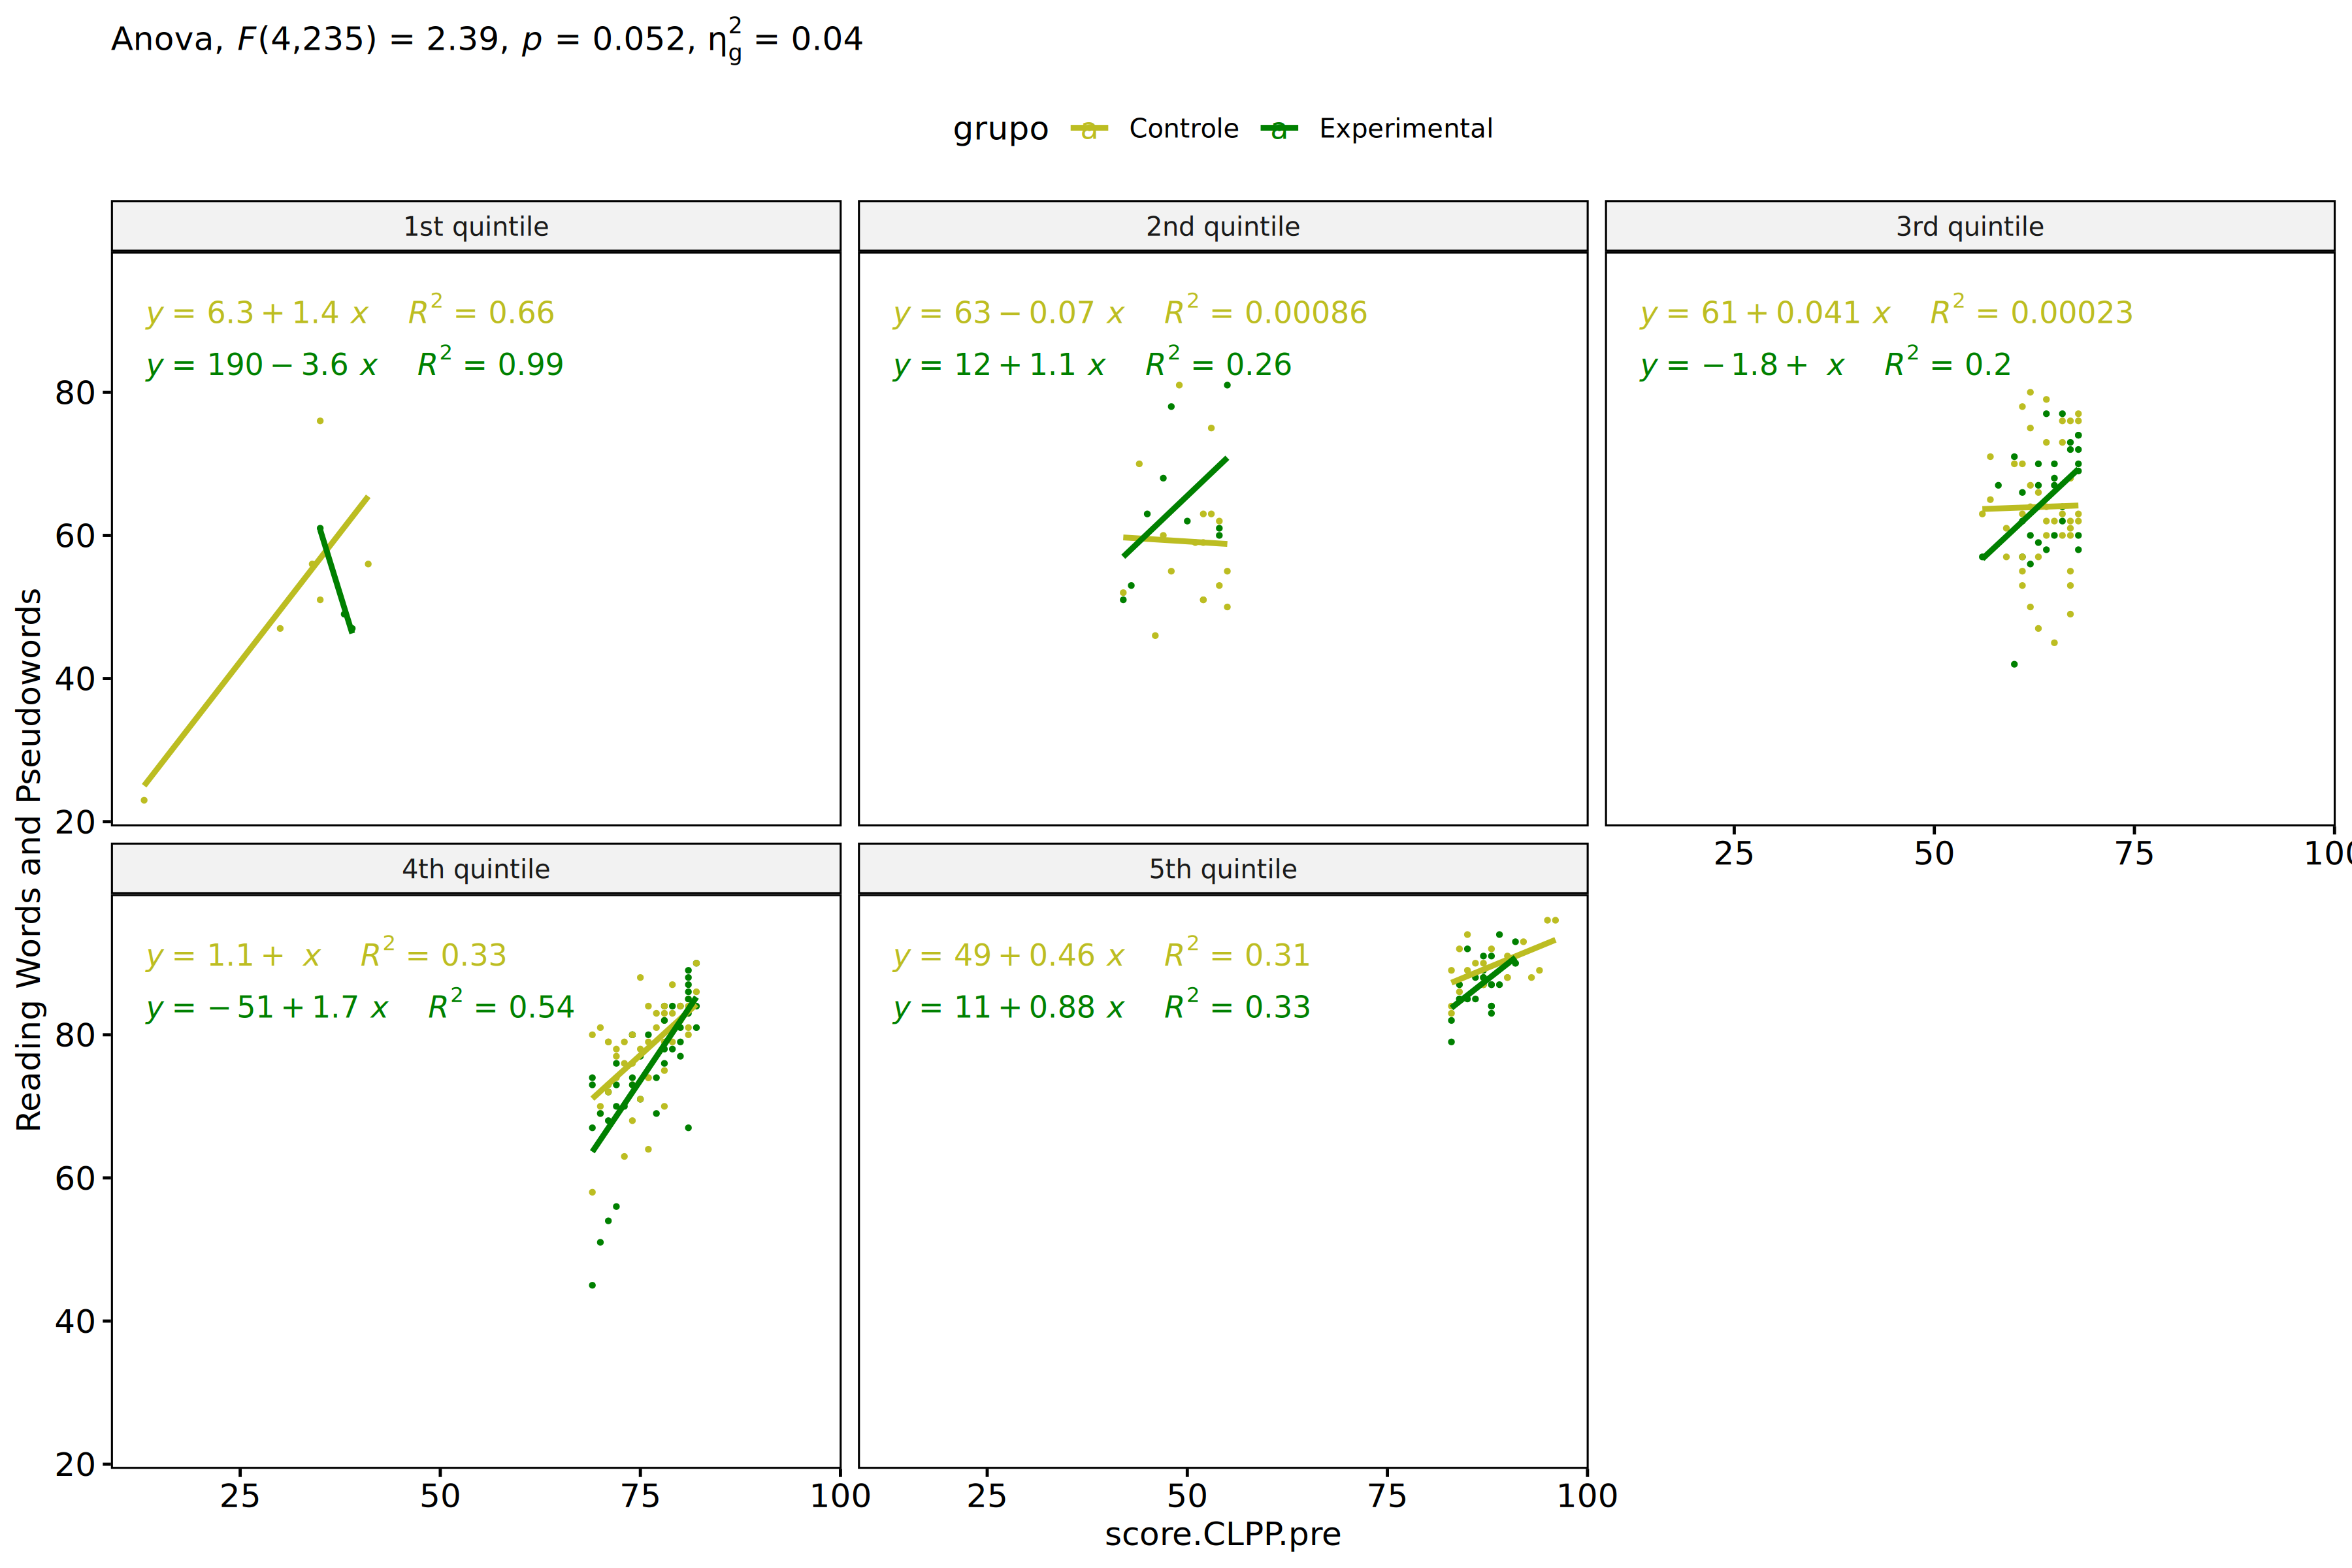 Anova, F(4,235) = 2.39, p = 0.052, η²g = 0.04
grupo a Controle a Experimental
1st quintile
2nd quintile
3rd quintile
y = 6.3 + 1.4 x R² = 0.66
y = 190 − 3.6 x R² = 0.99
y = 63 − 0.07 x R² = 0.00086
y = 12 + 1.1 x R² = 0.26
y = 61 + 0.041 x R² = 0.00023
y = − 1.8 + x R² = 0.2
80
60
40
20
25 50 75 100
4th quintile
5th quintile
y = 1.1 + x R² = 0.33
y = − 51 + 1.7 x R² = 0.54
y = 49 + 0.46 x R² = 0.31
y = 11 + 0.88 x R² = 0.33
80
60
40
20
25 50 75 100
25 50 75 100
Reading Words and Pseudowords
score.CLPP.pre